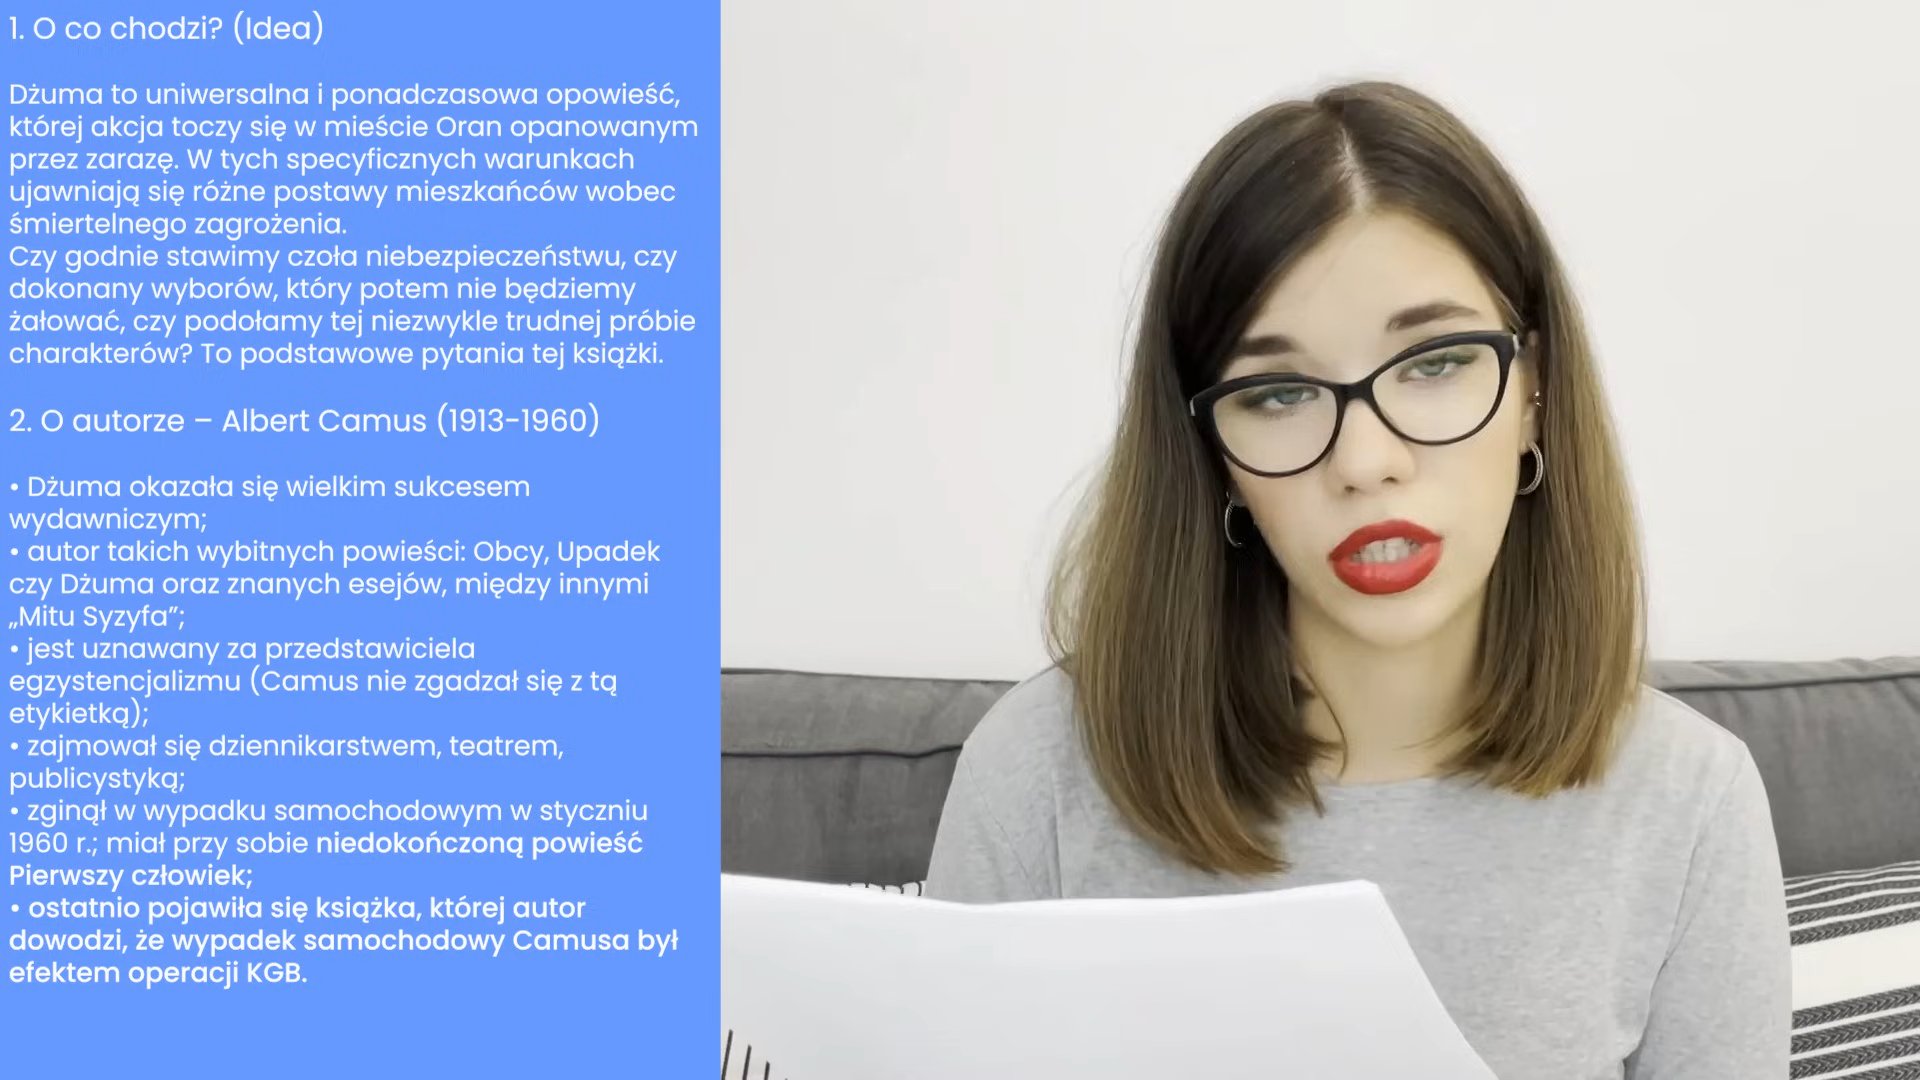 1. O co chodzi? (Idea)
Dżuma to uniwersalna i ponadczasowa opowieść,
której akcja toczy się w mieście Oran opanowanym
przez zarazę. W tych specyficznych warunkach
ujawniają się różne postawy mieszkańców wobec
śmiertelnego zagrożenia.
Czy godnie stawimy czoła niebezpieczeństwu, czy
dokonany wyborów, który potem nie będziemy
żałować, czy podołamy tej niezwykle trudnej próbie
charakterów? To podstawowe pytania tej książki.
2. O autorze – Albert Camus (1913-1960)
• Dżuma okazała się wielkim sukcesem
wydawniczym;
• autor takich wybitnych powieści: Obcy, Upadek
czy Dżuma oraz znanych esejów, między innymi
„Mitu Syzyfa”;
• jest uznawany za przedstawiciela
egzystencjalizmu (Camus nie zgadzał się z tą
etykietką);
• zajmował się dziennikarstwem, teatrem,
publicystyką;
• zginął w wypadku samochodowym w styczniu
1960 r.; miał przy sobie niedokończoną powieść
Pierwszy człowiek;
• ostatnio pojawiła się książka, której autor
dowodzi, że wypadek samochodowy Camusa był
efektem operacji KGB.